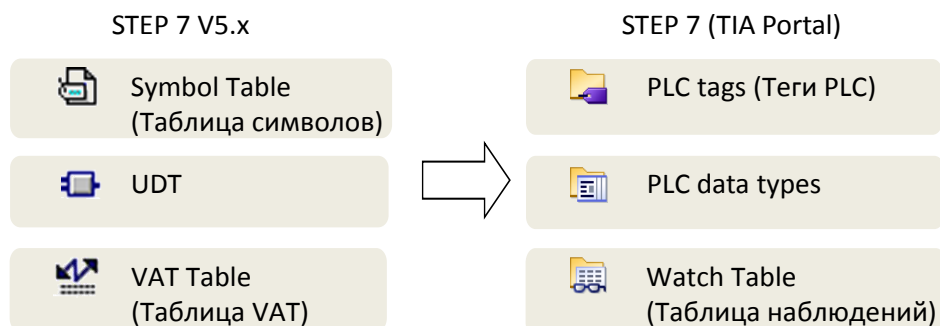 STEP 7 V5.x
STEP 7 (TIA Portal)
Symbol Table
(Таблица символов)
PLC tags (Теги PLC)
UDT
PLC data types
VAT Table
(Таблица VAT)
Watch Table
(Таблица наблюдений)